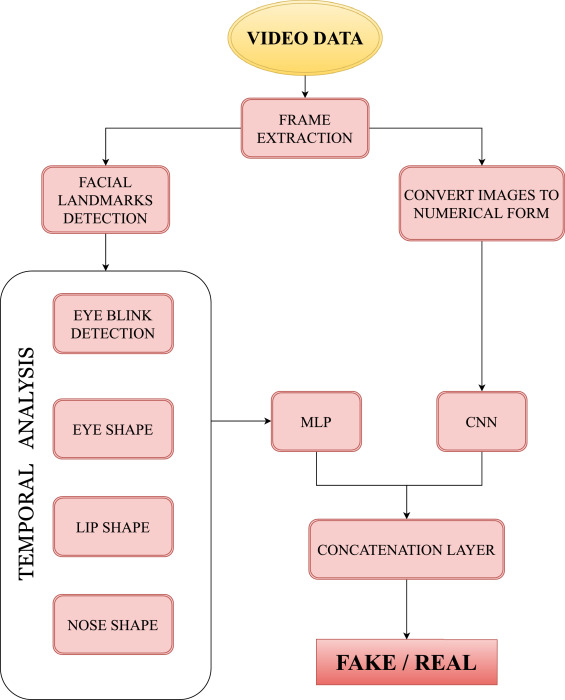 VIDEO DATA
FRAME
EXTRACTION
FACIAL
LANDMARKS
DETECTION
CONVERT IMAGES TO
NUMERICAL FORM
TEMPORAL ANALYSIS
EYE BLINK
DETECTION
EYE SHAPE
LIP SHAPE
NOSE SHAPE
MLP
CNN
CONCATENATION LAYER
FAKE / REAL